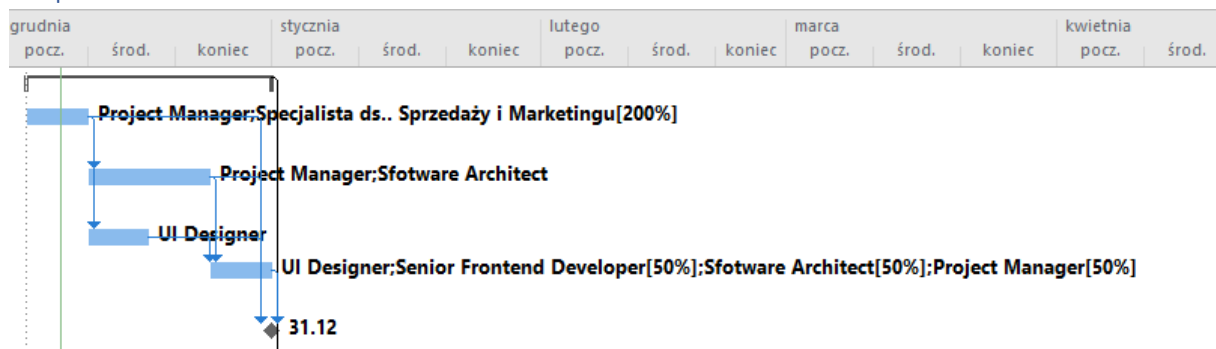 grudnia stycznia lutego marca kwietnia
pocz. środ. koniec pocz. środ. koniec pocz. środ. koniec pocz. środ. koniec pocz. środ.
Project Manager;Specjalista ds.. Sprzedaży i Marketingu[200%]
Project Manager;Sfotware Architect
UI Designer
UI Designer;Senior Frontend Developer[50%];Sfotware Architect[50%];Project Manager[50%]
31.12